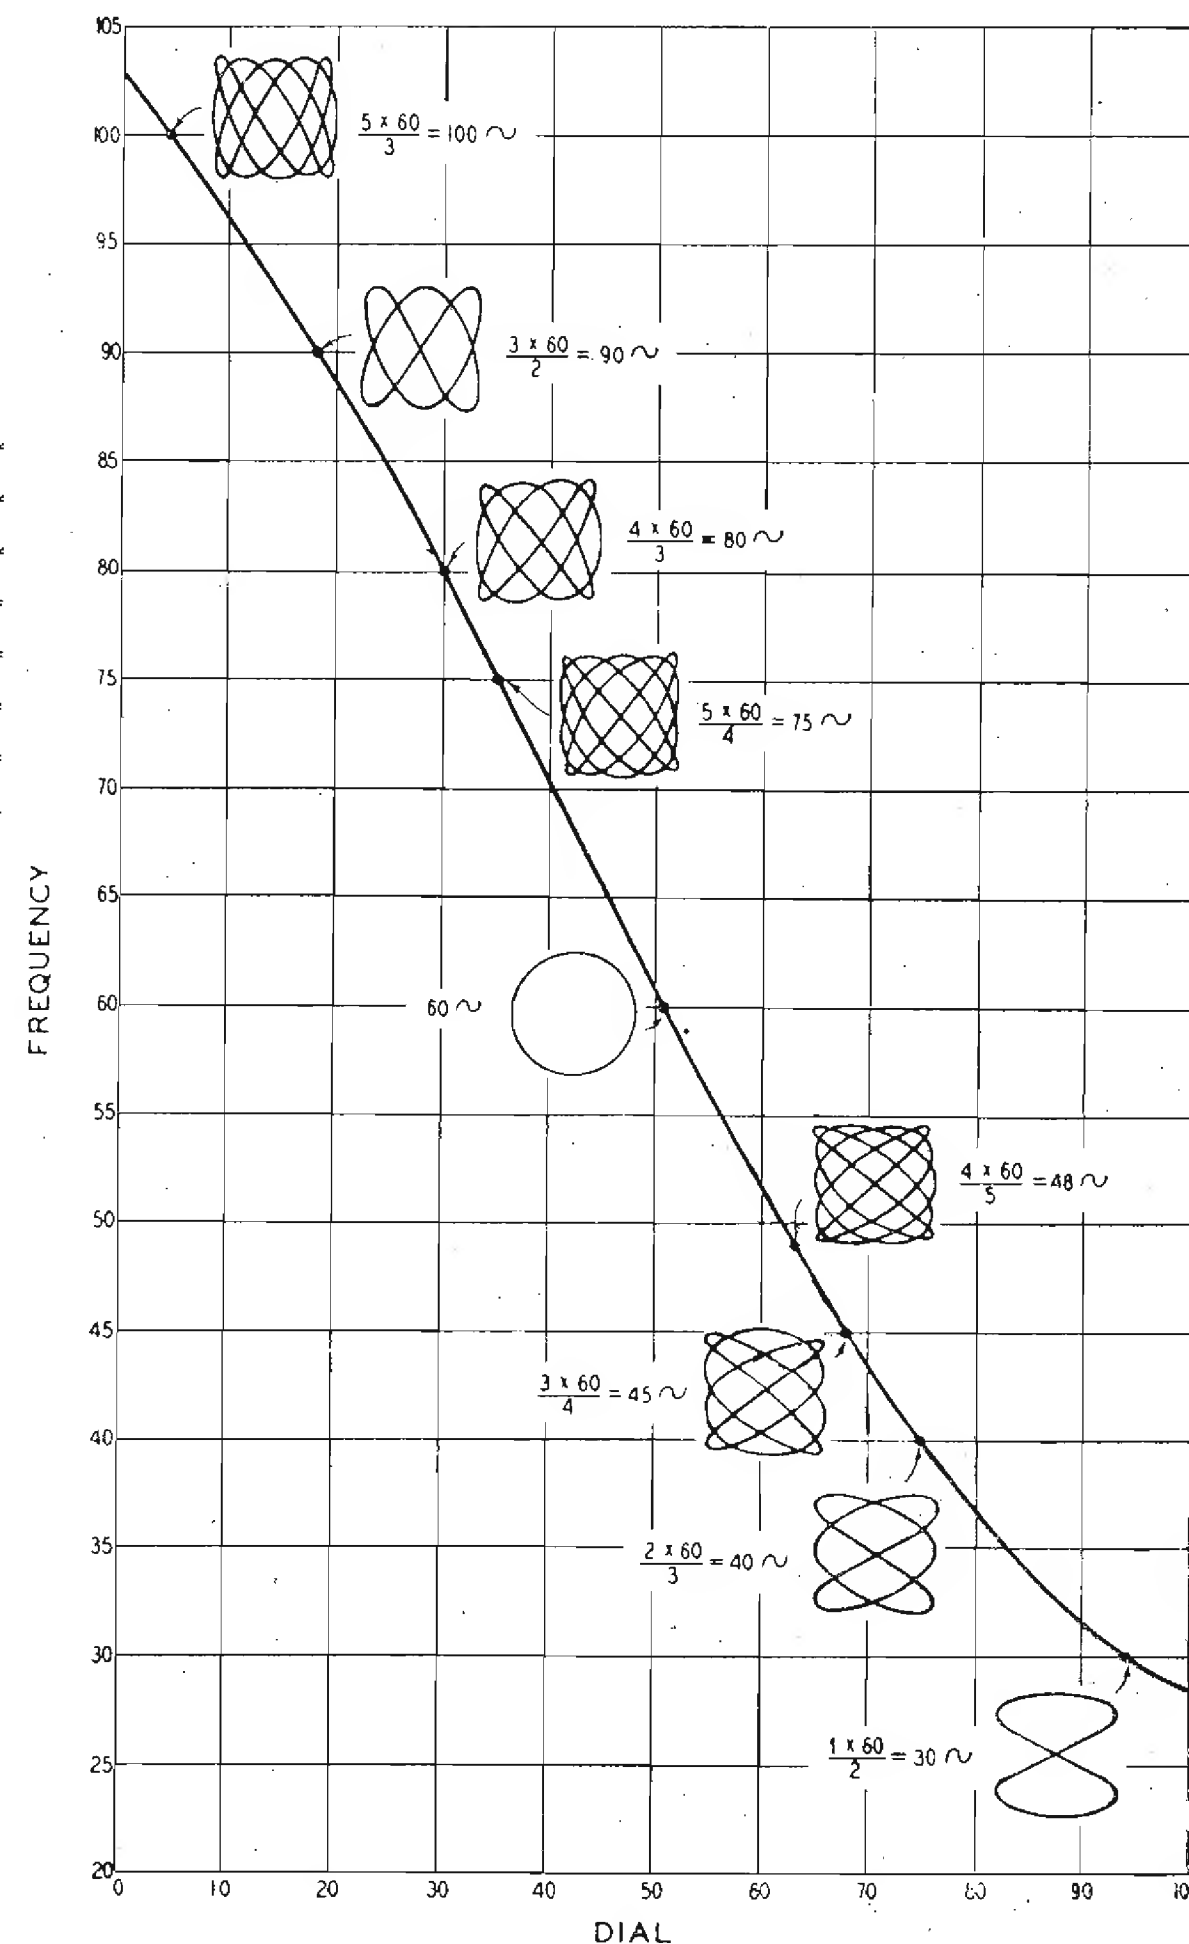 105
100
95
90
85
80
75
70
65
60
55
50
45
40
35
30
25
20
FREQUENCY
5 x 60 / 3 = 100 ~
3 x 60 / 2 = 90 ~
4 x 60 / 3 = 80 ~
5 x 60 / 4 = 75 ~
60 ~
4 x 60 / 5 = 48 ~
3 x 60 / 4 = 45 ~
2 x 60 / 3 = 40 ~
1 x 60 / 2 = 30 ~
0 10 20 30 40 50 60 70 80 90 10
DIAL